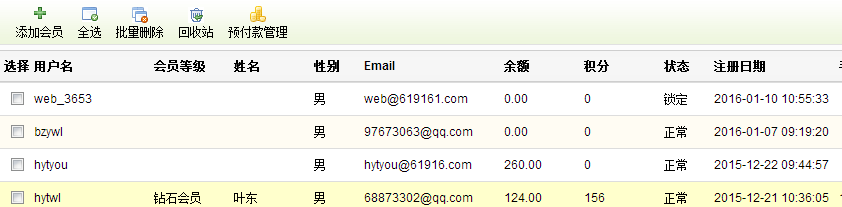 添加会员 全选 批量删除 回收站 预付款管理
选择 用户名 会员等级 姓名 性别 Email 余额 积分 状态 注册日期
web_3653 男 web@619161.com 0.00 0 锁定 2016-01-10 10:55:33
bzywl 男 97673063@qq.com 0.00 0 正常 2016-01-07 09:19:20
hytyou 男 hytyou@61916.com 260.00 0 正常 2015-12-22 09:44:57
hytwl 钻石会员 叶东 男 68873302@qq.com 124.00 156 正常 2015-12-21 10:36:05